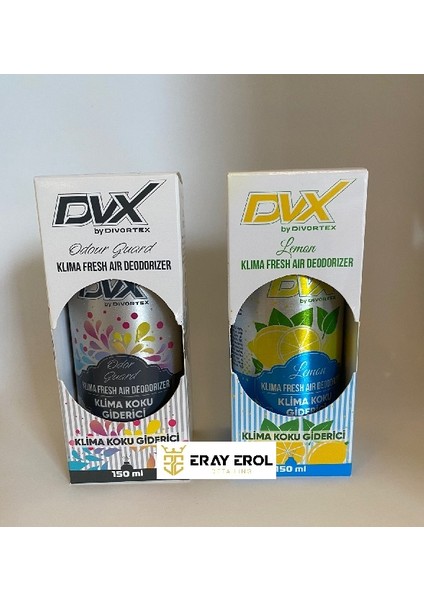 DVX
by DIVORTEX
Odour Guard
KLIMA FRESH AIR DEODORIZER
DVX
by DIVORTEX
Odor
Guard
KLIMA FRESH AIR DEODORIZER
KLİMA KOKU
GİDERİCİ
KLİMA KOKU GİDERİCİ
150 ml
DVX
by DIVORTEX
Lemon
KLIMA FRESH AIR DEODORIZER
DVX
by DIVORTEX
Lemon
KLIMA FRESH AIR DEODOR
KLİMA KOKU
GİDERİCİ
KLİMA KOKU GİDERİCİ
150 ml
ERAY EROL
DETAILING